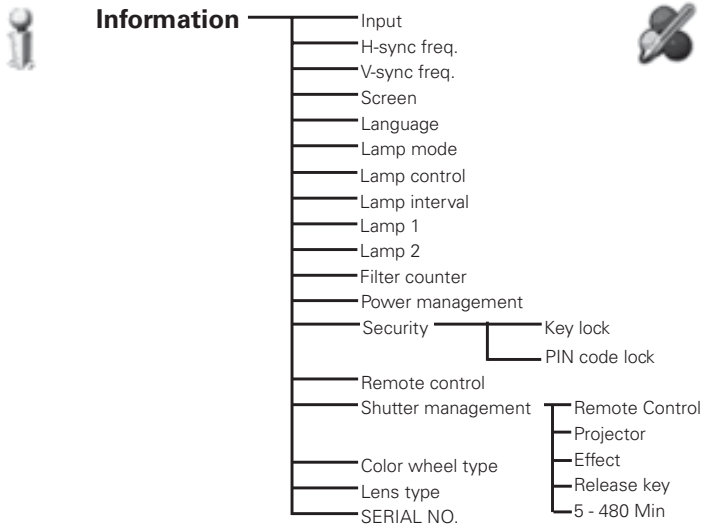 Information
Input
H-sync freq.
V-sync freq.
Screen
Language
Lamp mode
Lamp control
Lamp interval
Lamp 1
Lamp 2
Filter counter
Power management
Security
Key lock
PIN code lock
Remote control
Shutter management
Remote Control
Projector
Effect
Release key
5 - 480 Min
Color wheel type
Lens type
SERIAL NO.